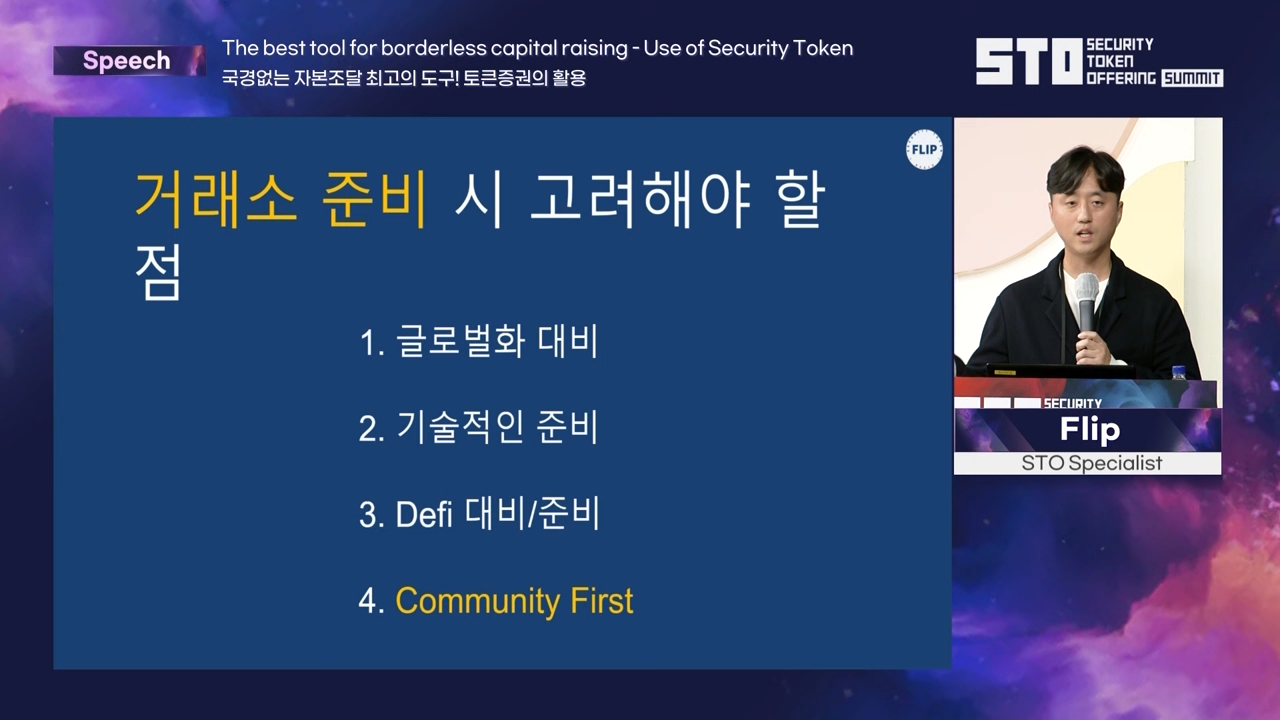 Speech
The best tool for borderless capital raising - Use of Security Token
국경없는 자본조달 최고의 도구! 토큰증권의 활용
STO
SECURITY
TOKEN
OFFERING SUMMIT
FLIP
거래소 준비 시 고려해야 할
점
1. 글로벌화 대비
2. 기술적인 준비
3. Defi 대비/준비
4. Community First
SECURITY
Flip
STO Specialist